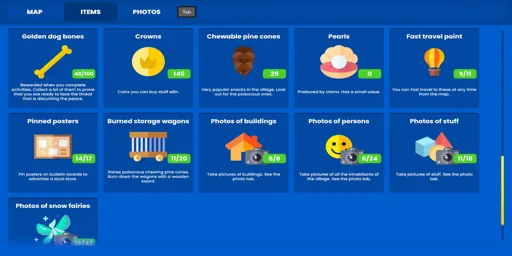 MAP ITEMS PHOTOS Tab
Golden dog bones
48/100
Rewarded when you complete
activities. Collect a lot of them to prove
that you are ready to face the threat
that is disturbing the peace.
Crowns
146
Coins you can buy stuff with.
Chewable pine cones
29
Very popular snacks in the village. Look
out for the poisonous ones.
Pearls
0
Produced by clams. Has a small value.
Fast travel point
9/11
You can fast travel to these at any time
from the map.
Pinned posters
14/17
Pin posters on bulletin boards to
advertise a local store.
Burned storage wagons
11/20
Stores poisonous chewing pine cones.
Burn down the wagons with a wooden
sword.
Photos of buildings
8/8
Take pictures of buildings. See the
photo tab.
Photos of persons
6/24
Take pictures of all the inhabitants of
the village. See the photo tab.
Photos of stuff
11/18
Take pictures of stuff. See the photo
tab.
Photos of snow fairies